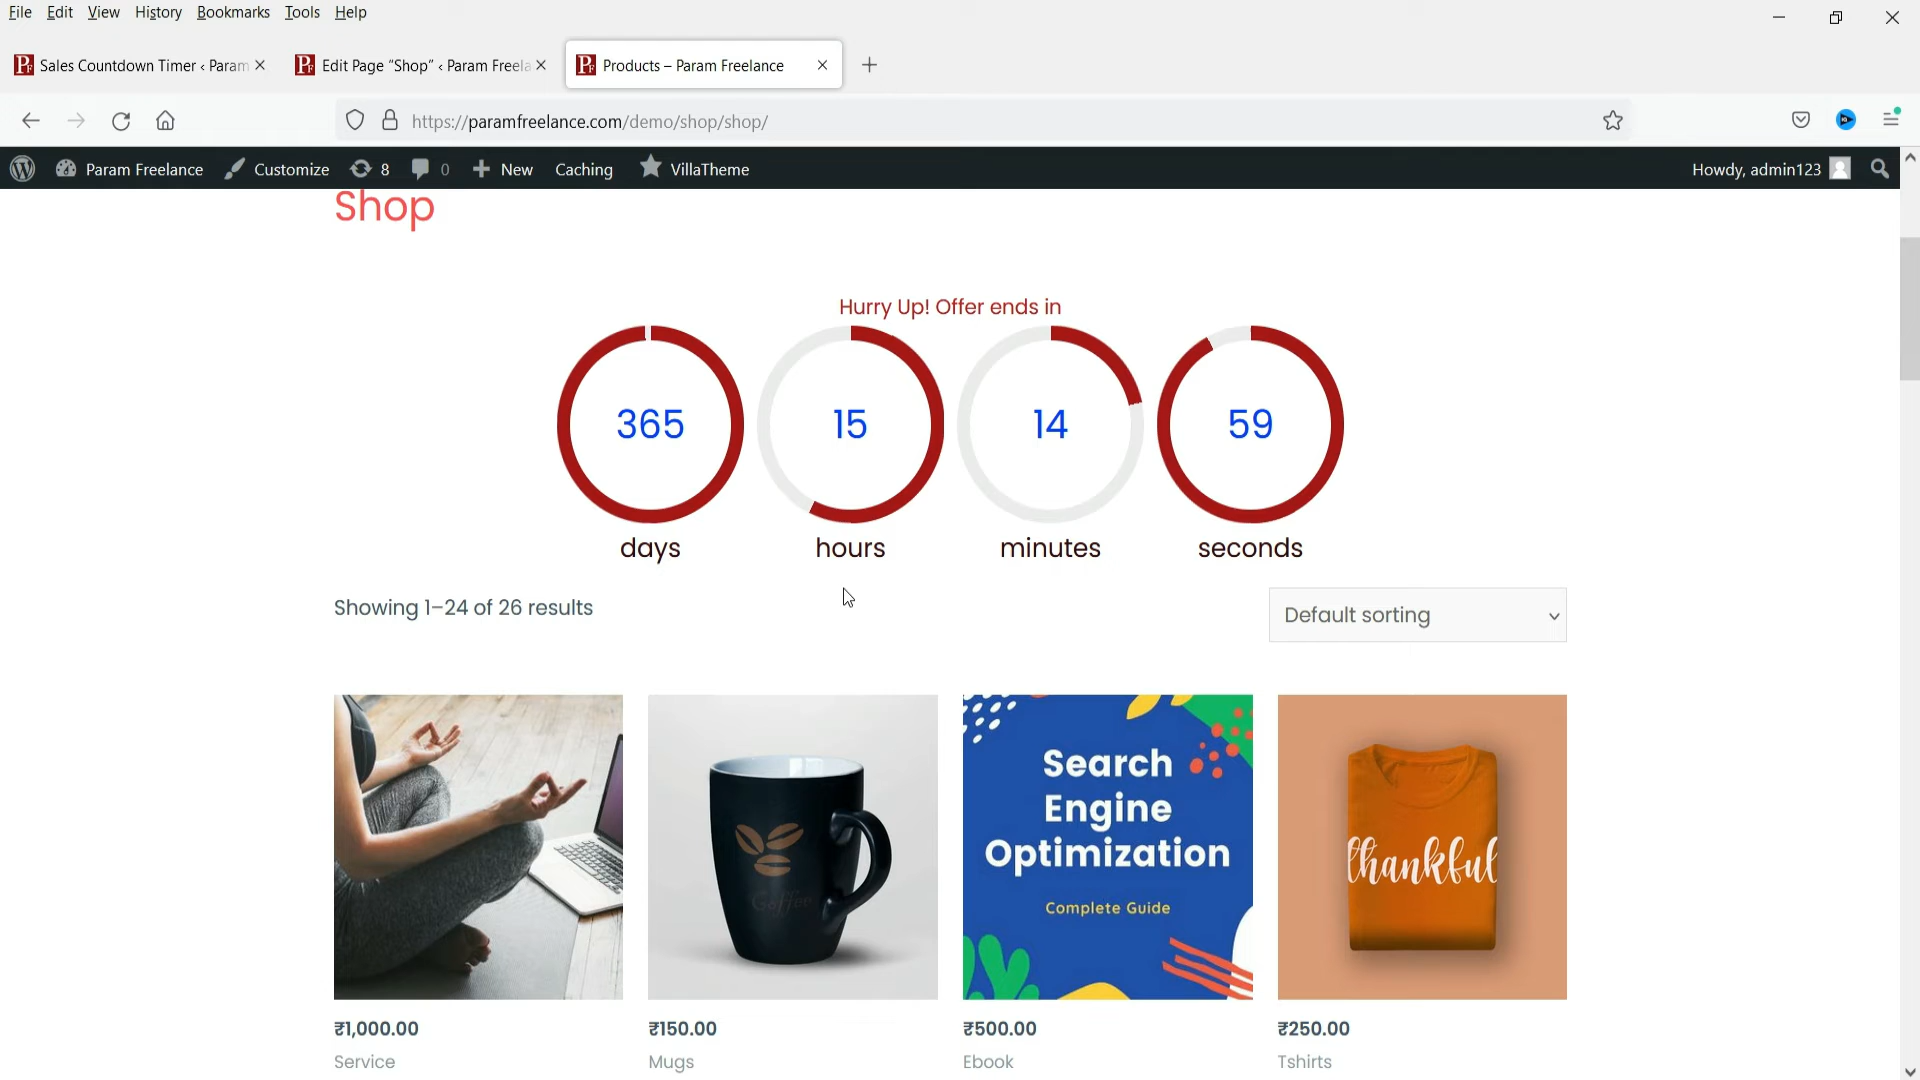 File Edit View History Bookmarks Tools Help
Sales Countdown Timer ‹ Param
Edit Page “Shop” ‹ Param Freela
Products – Param Freelance
https://paramfreelance.com/demo/shop/shop/
Param Freelance Customize 8 0 New Caching VillaTheme Howdy, admin123
Shop
Hurry Up! Offer ends in
365 15 14 59
days hours minutes seconds
Showing 1–24 of 26 results
Default sorting
Search
Engine
Optimization
Complete Guide
Coffee
thankful
₹1,000.00 ₹150.00 ₹500.00 ₹250.00
Service Mugs Ebook Tshirts